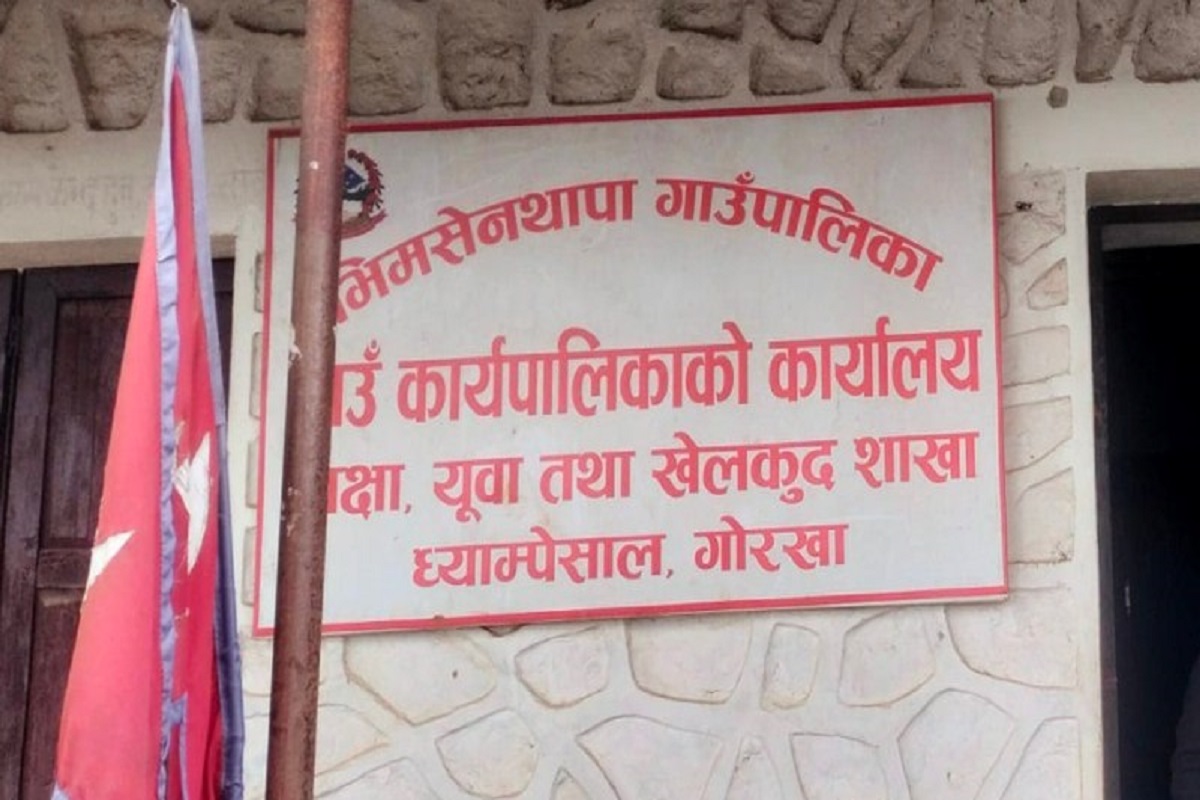 भिमसेनथापा गाउँपालिका
कार्यपालिकाको कार्यालय
यूवा तथा खेलकुद शाखा
ध्याम्पेसाल, गोरखा